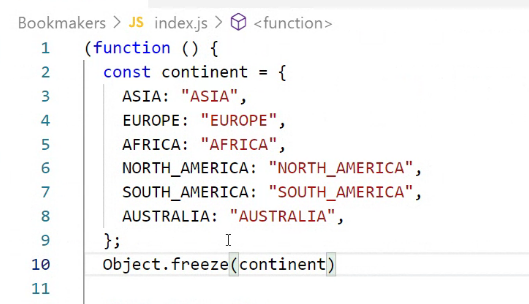 Bookmakers > JS index.js > <function>
1 (function () {
2 const continent = {
3 ASIA: "ASIA",
4 EUROPE: "EUROPE",
5 AFRICA: "AFRICA",
6 NORTH_AMERICA: "NORTH_AMERICA",
7 SOUTH_AMERICA: "SOUTH_AMERICA",
8 AUSTRALIA: "AUSTRALIA",
9 };
10 Object.freeze(continent)
11